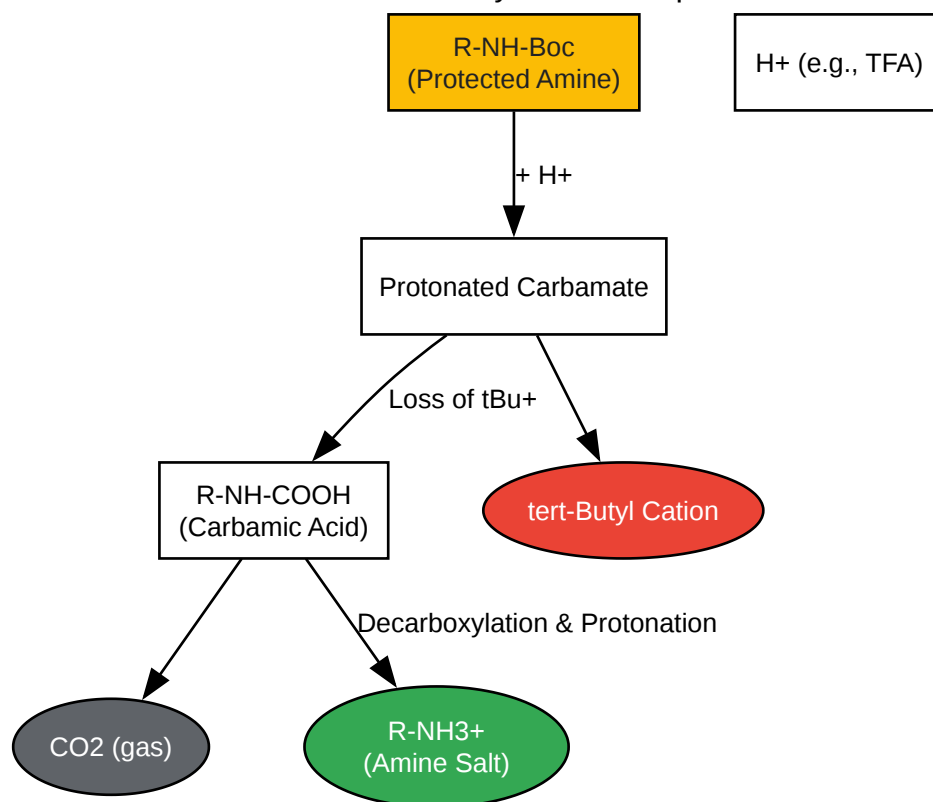 R-NH-Boc
(Protected Amine)
H+ (e.g., TFA)
+ H+
Protonated Carbamate
Loss of tBu+
R-NH-COOH
(Carbamic Acid)
tert-Butyl Cation
Decarboxylation & Protonation
CO2 (gas)
R-NH3+
(Amine Salt)